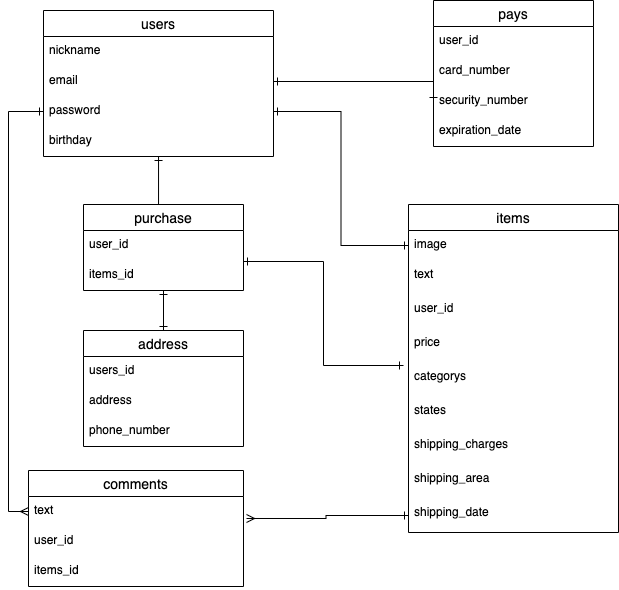 users
nickname
email
password
birthday
pays
user_id
card_number
security_number
expiration_date
purchase
user_id
items_id
items
image
text
user_id
price
categorys
states
shipping_charges
shipping_area
shipping_date
address
users_id
address
phone_number
comments
text
user_id
items_id